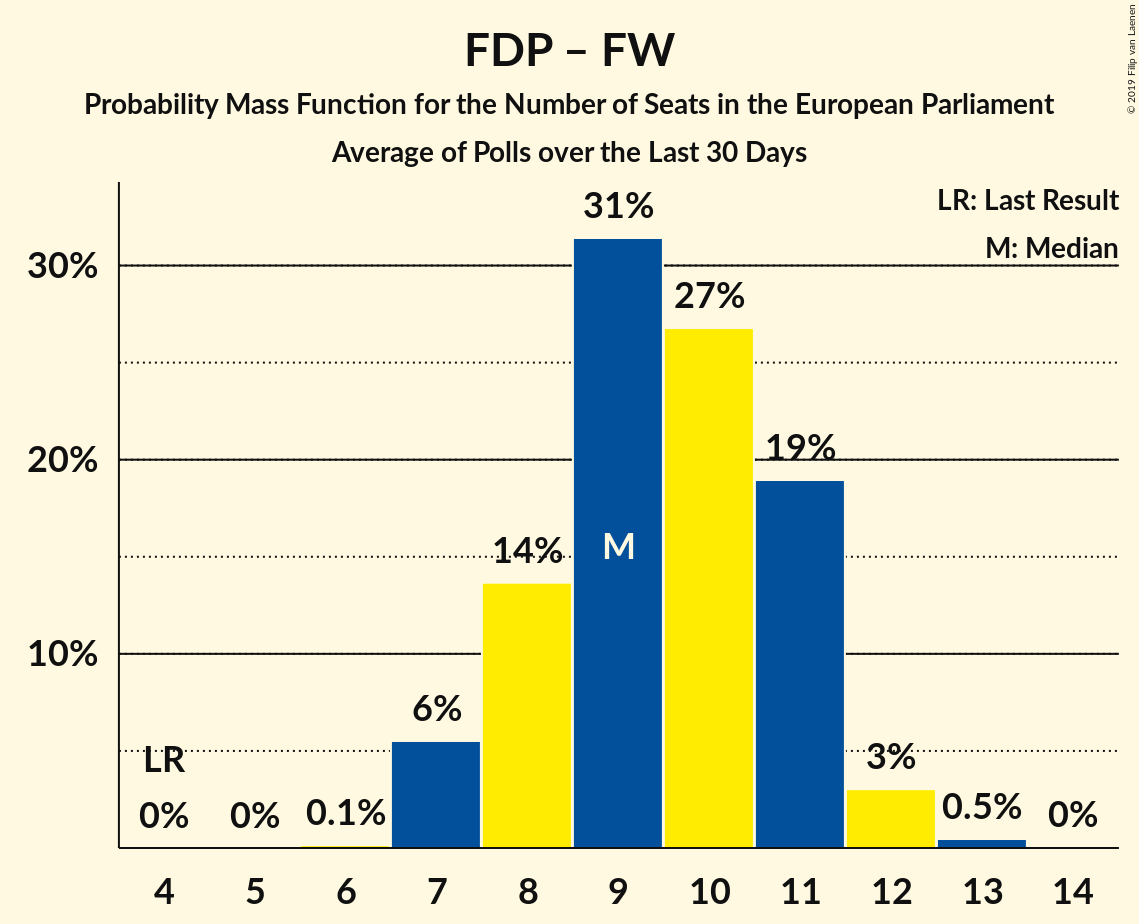 FDP – FW
Probability Mass Function for the Number of Seats in the European Parliament
Average of Polls over the Last 30 Days
© 2019 Filip van Laenen
LR: Last Result
M: Median
31%
30%
27%
19%
20%
M
14%
10%
6%
LR
3%
0% 0% 0.1% 0.5% 0%
4 5 6 7 8 9 10 11 12 13 14